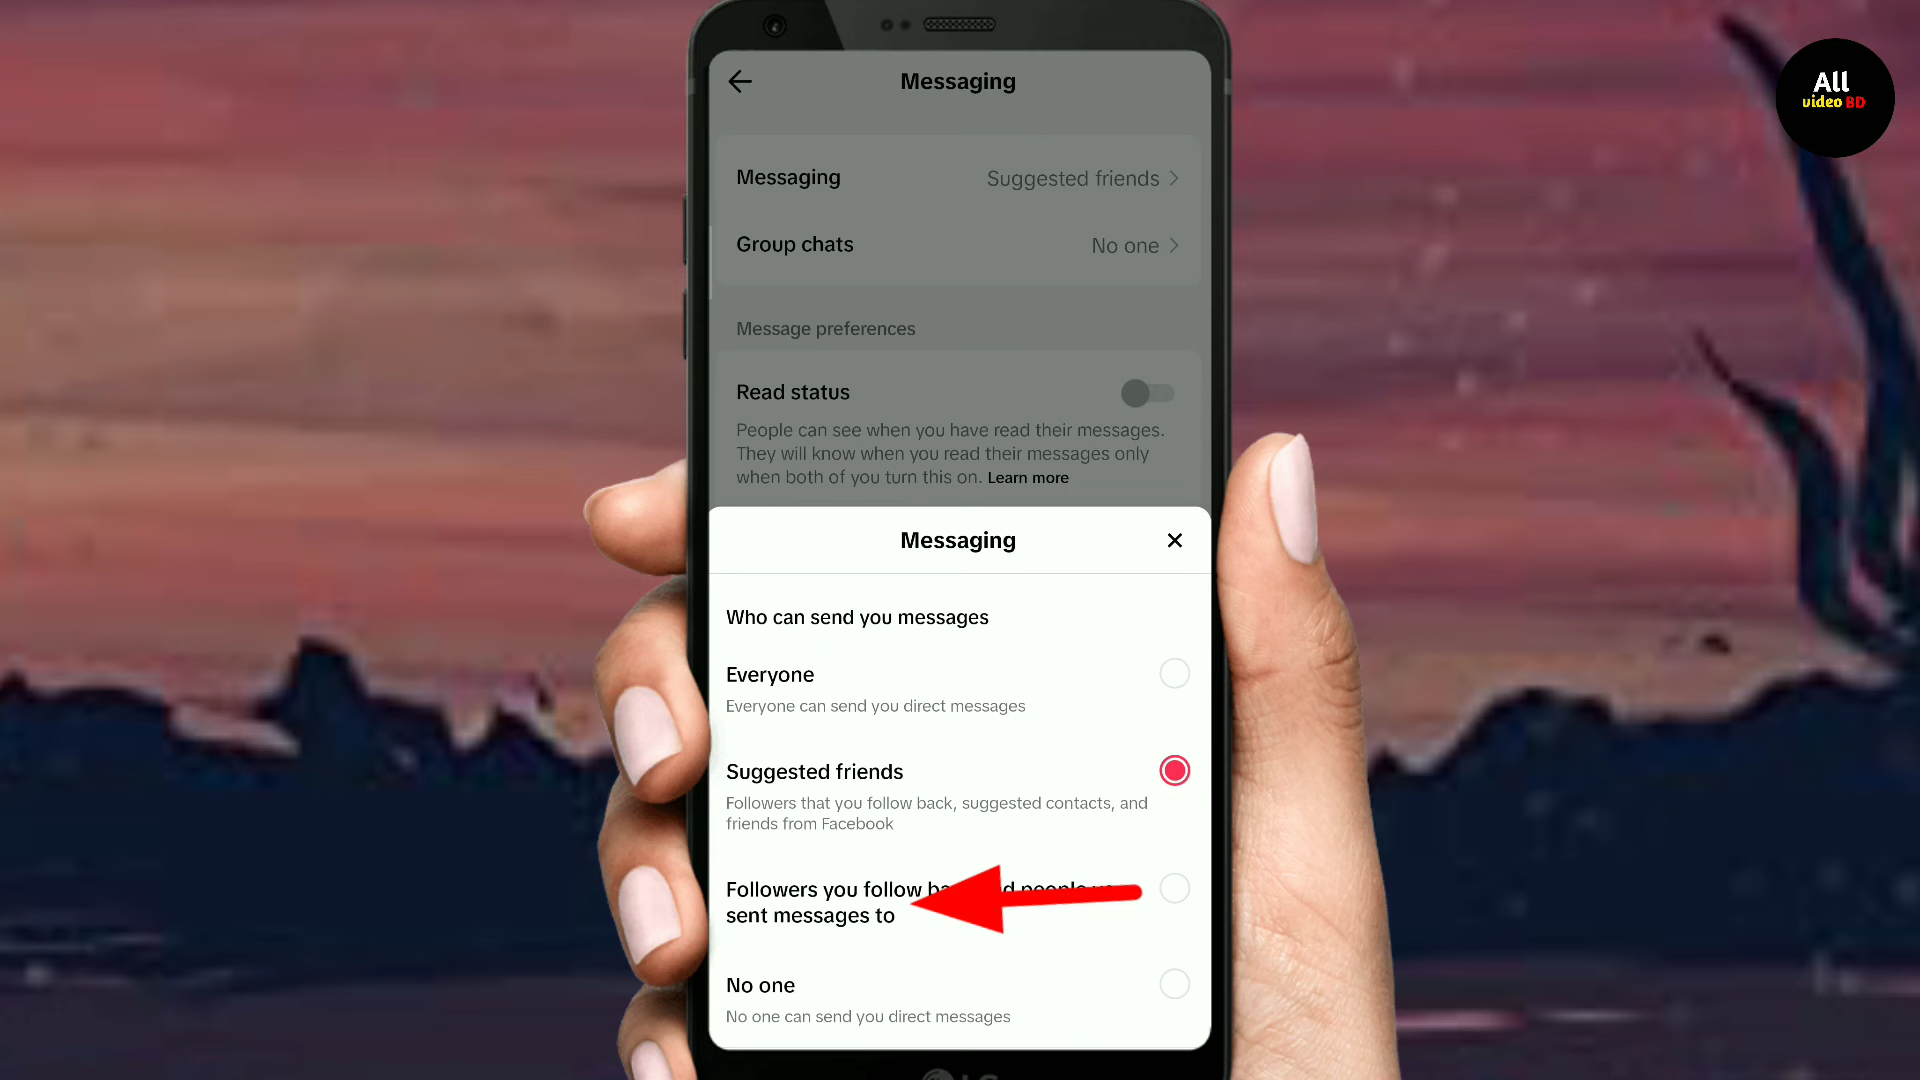 All
video BD
Messaging
Messaging Suggested friends
Group chats No one
Message preferences
Read status
People can see when you have read their messages.
They will know when you read their messages only
when both of you turn this on. Learn more
Messaging
Who can send you messages
Everyone
Everyone can send you direct messages
Suggested friends
Followers that you follow back, suggested contacts, and
friends from Facebook
Followers you follow people
sent messages to
No one
No one can send you direct messages